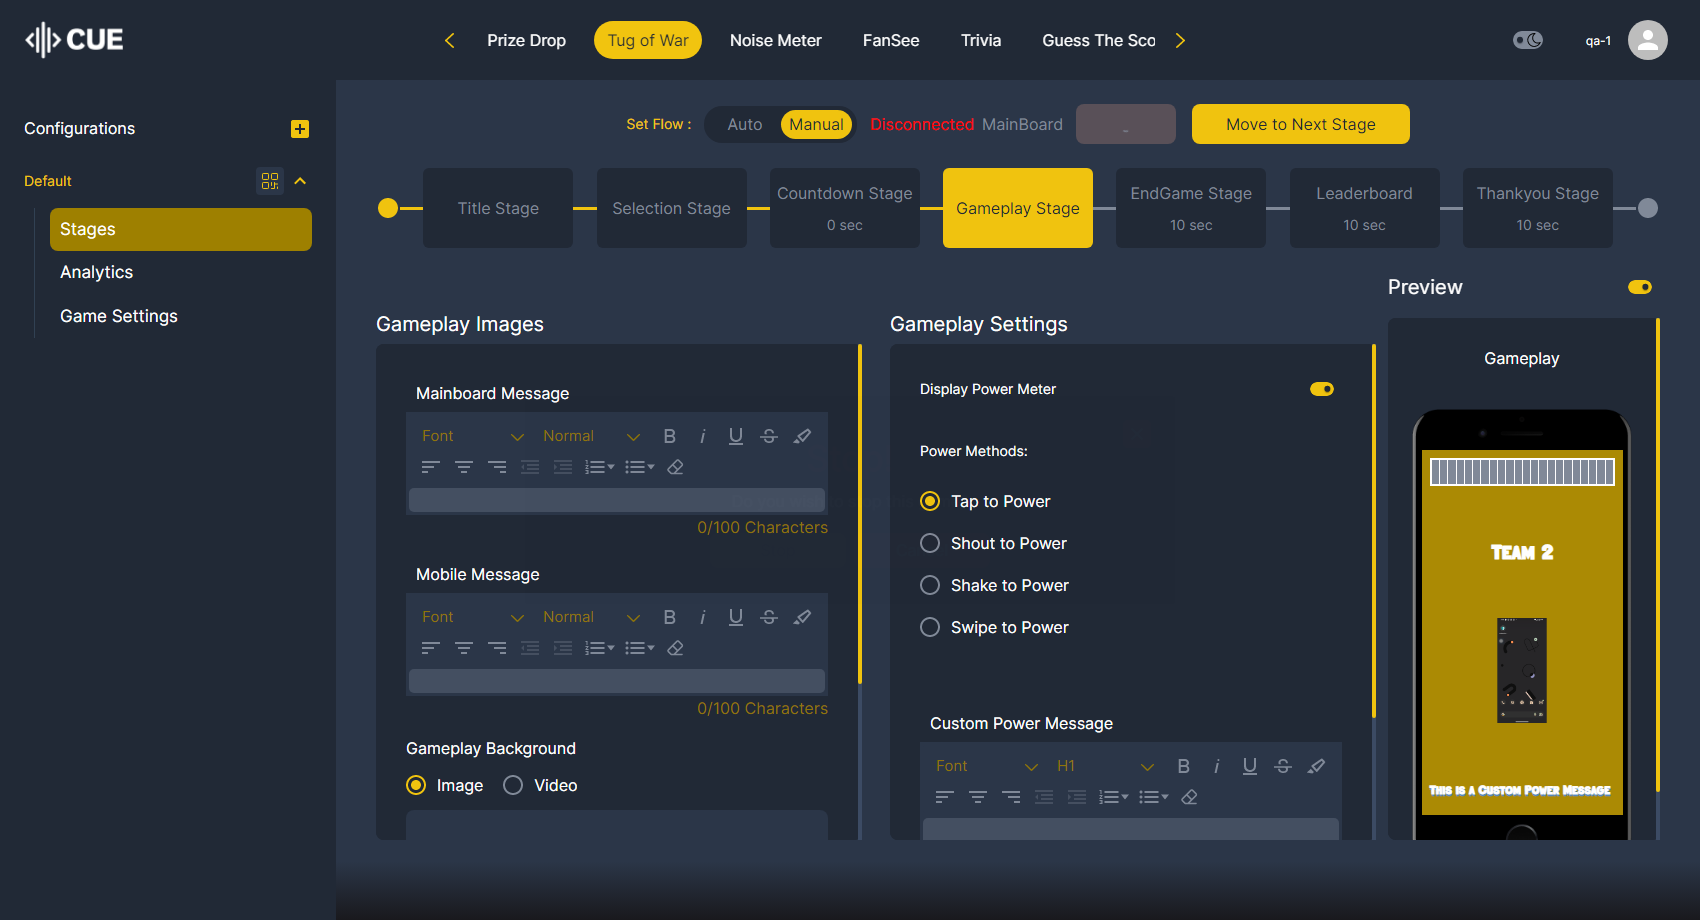 CUE
Prize Drop
Tug of War
Noise Meter
FanSee
Trivia
Guess The Sco
qa-1
Configurations
Default
Stages
Analytics
Game Settings
Set Flow :
Auto
Manual
Disconnected MainBoard
-
Move to Next Stage
Title Stage
Selection Stage
Countdown Stage
0 sec
Gameplay Stage
EndGame Stage
10 sec
Leaderboard
10 sec
Thankyou Stage
10 sec
Gameplay Images
Mainboard Message
Font
Normal
B i U S
0/100 Characters
Mobile Message
Font
Normal
B i U S
0/100 Characters
Gameplay Background
Image
Video
Gameplay Settings
Display Power Meter
Power Methods:
Tap to Power
Shout to Power
Shake to Power
Swipe to Power
Custom Power Message
Font
H1
B i U S
Preview
Gameplay
Team 2
This is a Custom Power Message